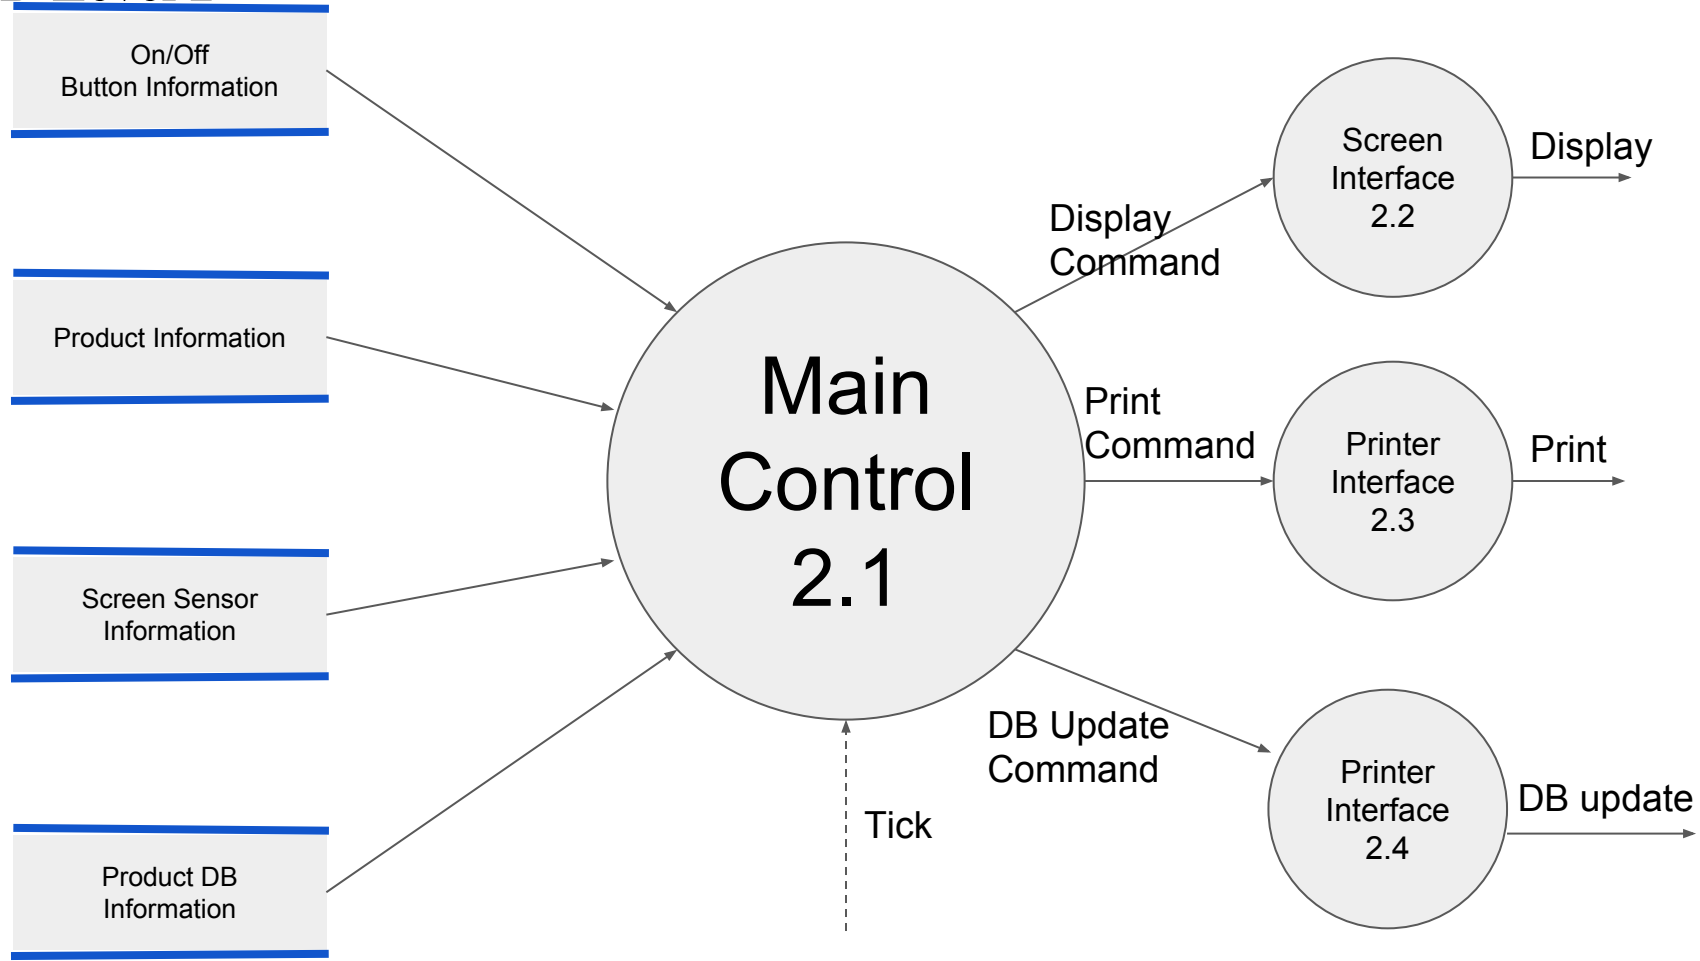 On/Off
Button Information
Product Information
Screen Sensor
Information
Product DB
Information
Main
Control
2.1
Tick
Display
Command
Print
Command
DB Update
Command
Screen
Interface
2.2
Display
Printer
Interface
2.3
Print
Printer
Interface
2.4
DB update